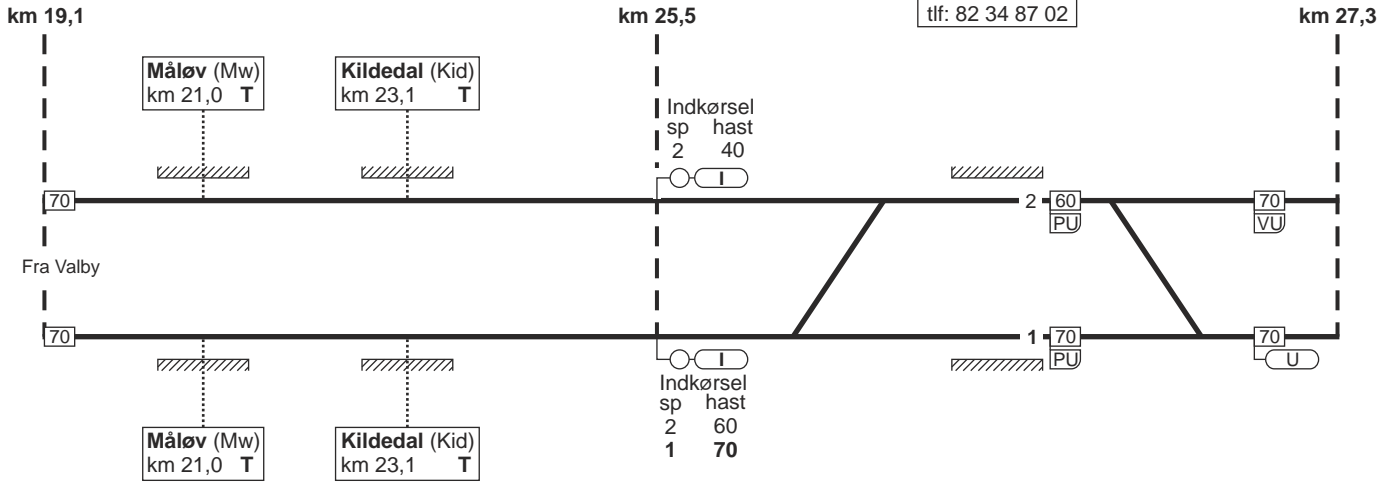 km 19,1
km 25,5
tlf: 82 34 87 02
km 27,3
Måløv (Mw)
km 21,0 T
Kildedal (Kid)
km 23,1 T
Indkørsel
sp hast
2 40
I
70
2
60
PU
70
VU
Fra Valby
70
1
70
PU
70
U
I
Indkørsel
sp hast
2 60
1 70
Måløv (Mw)
km 21,0 T
Kildedal (Kid)
km 23,1 T